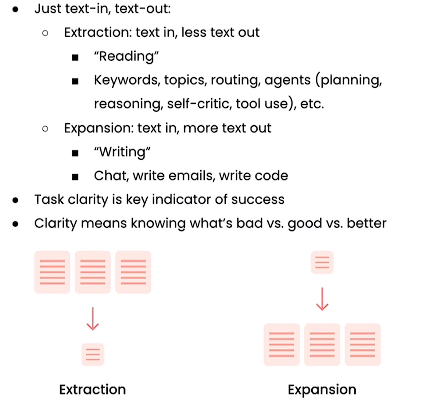 ● Just text-in, text-out:
○ Extraction: text in, less text out
■ “Reading”
■ Keywords, topics, routing, agents (planning,
reasoning, self-critic, tool use), etc.
○ Expansion: text in, more text out
■ “Writing”
■ Chat, write emails, write code
● Task clarity is key indicator of success
● Clarity means knowing what’s bad vs. good vs. better
Extraction
Expansion